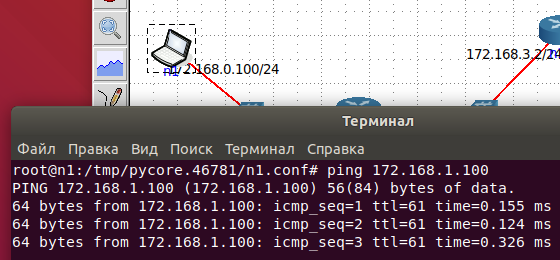 172.168.3.2/24
2.168.0.100/24
Терминал
Файл Правка Вид Поиск Терминал Справка
root@n1:/tmp/pycore.46781/n1.conf# ping 172.168.1.100
PING 172.168.1.100 (172.168.1.100) 56(84) bytes of data.
64 bytes from 172.168.1.100: icmp_seq=1 ttl=61 time=0.155 ms
64 bytes from 172.168.1.100: icmp_seq=2 ttl=61 time=0.124 ms
64 bytes from 172.168.1.100: icmp_seq=3 ttl=61 time=0.326 ms